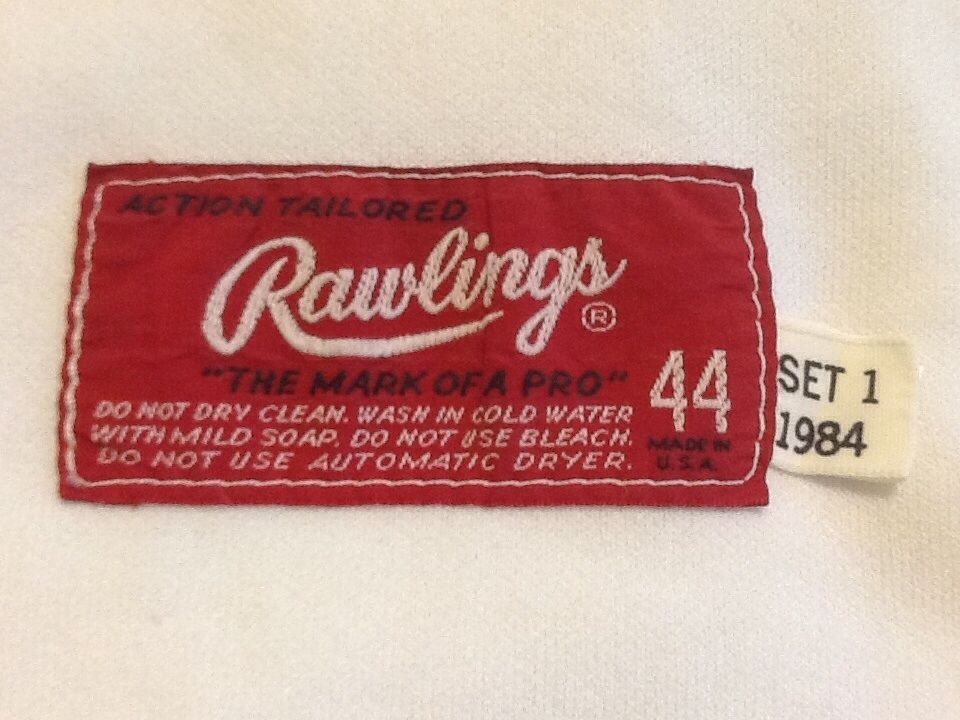 ACTION TAILORED
Rawlings ®
"THE MARK OF A PRO"
44
DO NOT DRY CLEAN. WASH IN COLD WATER
WITH MILD SOAP. DO NOT USE BLEACH.
DO NOT USE AUTOMATIC DRYER.
MADE IN
U.S.A.
SET 1
1984